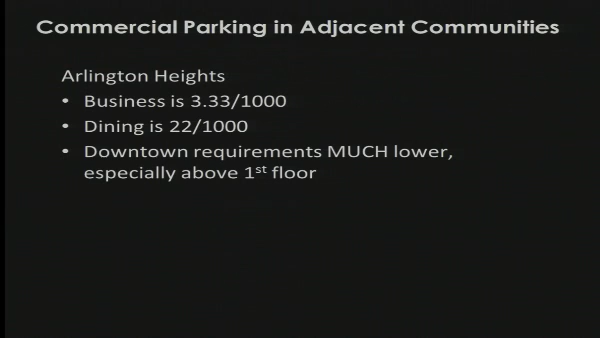 Commercial Parking in Adjacent Communities
Arlington Heights
• Business is 3.33/1000
• Dining is 22/1000
• Downtown requirements MUCH lower,
especially above 1st floor